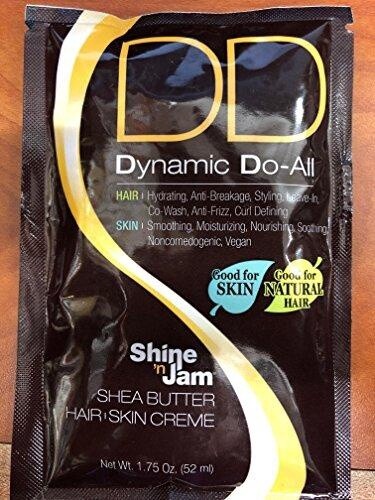 DD
Dynamic Do-All
HAIR | Hydrating, Anti-Breakage, Styling, Leave-In,
Co-Wash, Anti-Frizz, Curl Defining
SKIN | Smoothing, Moisturizing, Nourishing, Soothing,
Noncomedogenic, Vegan
Good for
SKIN
Good for
NATURAL
HAIR
Shine
'n
Jam
SHEA BUTTER
HAIR | SKIN CREME
Net Wt. 1.75 Oz. (52 ml)